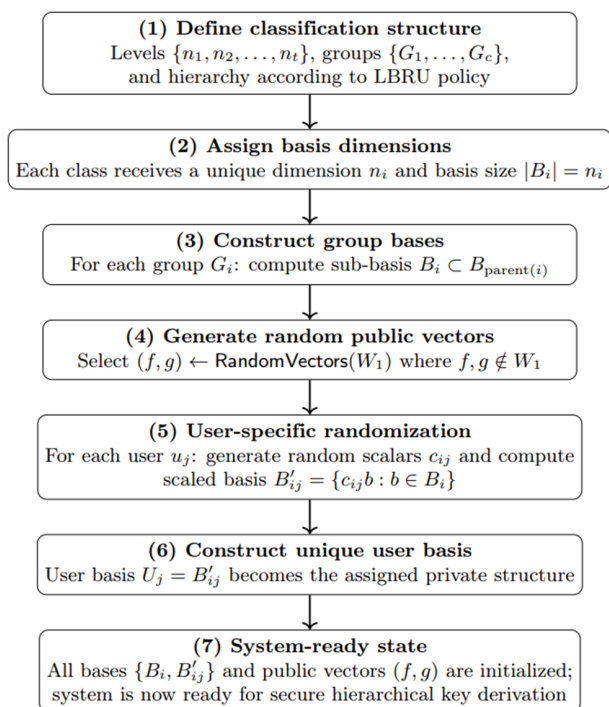 (1) Define classification structure
Levels {n₁, n₂, . . . , nₜ}, groups {G₁, . . . , G_c},
and hierarchy according to LBRU policy
(2) Assign basis dimensions
Each class receives a unique dimension nᵢ and basis size |Bᵢ| = nᵢ
(3) Construct group bases
For each group Gᵢ: compute sub-basis Bᵢ ⊂ B_parent(i)
(4) Generate random public vectors
Select (f, g) ← RandomVectors(W₁) where f, g ∉ W₁
(5) User-specific randomization
For each user uⱼ: generate random scalars cᵢⱼ and compute
scaled basis B′ᵢⱼ = {cᵢⱼb : b ∈ Bᵢ}
(6) Construct unique user basis
User basis Uⱼ = B′ᵢⱼ becomes the assigned private structure
(7) System-ready state
All bases {Bᵢ, B′ᵢⱼ} and public vectors (f, g) are initialized;
system is now ready for secure hierarchical key derivation